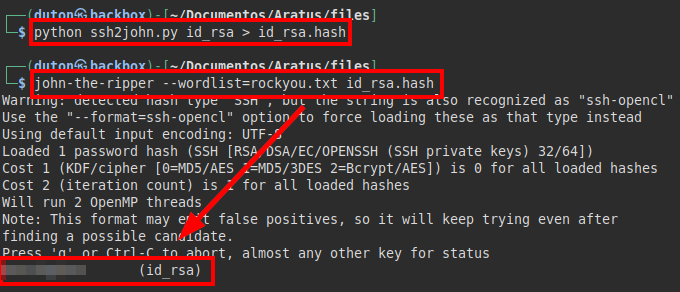 ┌──(duton㉿backbox)-[~/Documentos/Aratus/files]
└─$ python ssh2john.py id_rsa > id_rsa.hash
┌──(duton㉿backbox)-[~/Documentos/Aratus/files]
└─$ john-the-ripper --wordlist=rockyou.txt id_rsa.hash
Warning: detected hash type "SSH", but the string is also recognized as "ssh-opencl"
Use the "--format=ssh-opencl" option to force loading these as that type instead
Using default input encoding: UTF-8
Loaded 1 password hash (SSH [RSA/DSA/EC/OPENSSH (SSH private keys) 32/64])
Cost 1 (KDF/cipher [0=MD5/AES 1=MD5/3DES 2=Bcrypt/AES]) is 0 for all loaded hashes
Cost 2 (iteration count) is 1 for all loaded hashes
Will run 2 OpenMP threads
Note: This format may emit false positives, so it will keep trying even after
finding a possible candidate.
Press 'q' or Ctrl-C to abort, almost any other key for status
(id_rsa)